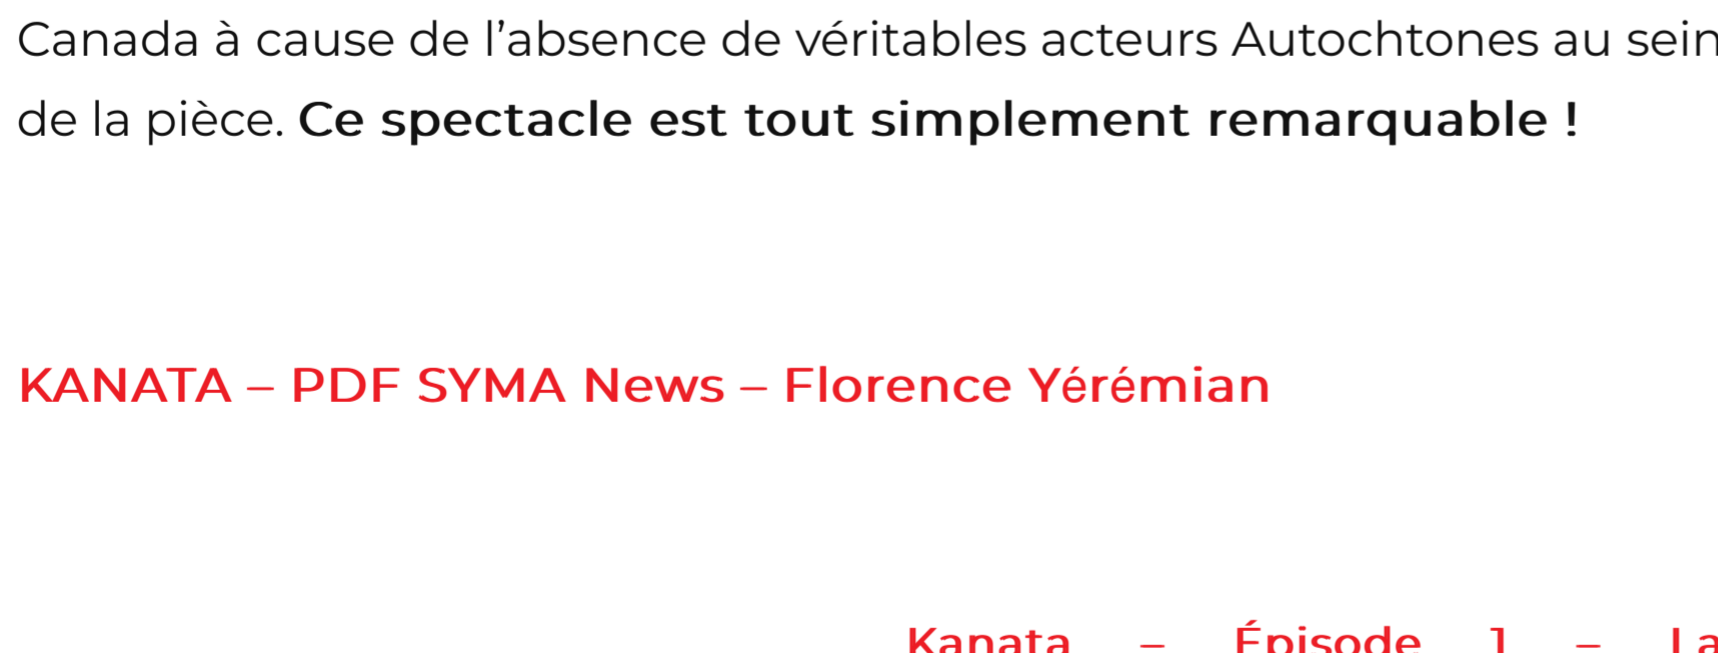 Canada à cause de l’absence de véritables acteurs Autochtones au sein
de la pièce. Ce spectacle est tout simplement remarquable !
KANATA – PDF SYMA News – Florence Yérémian
Kanata – Épisode 1 – La